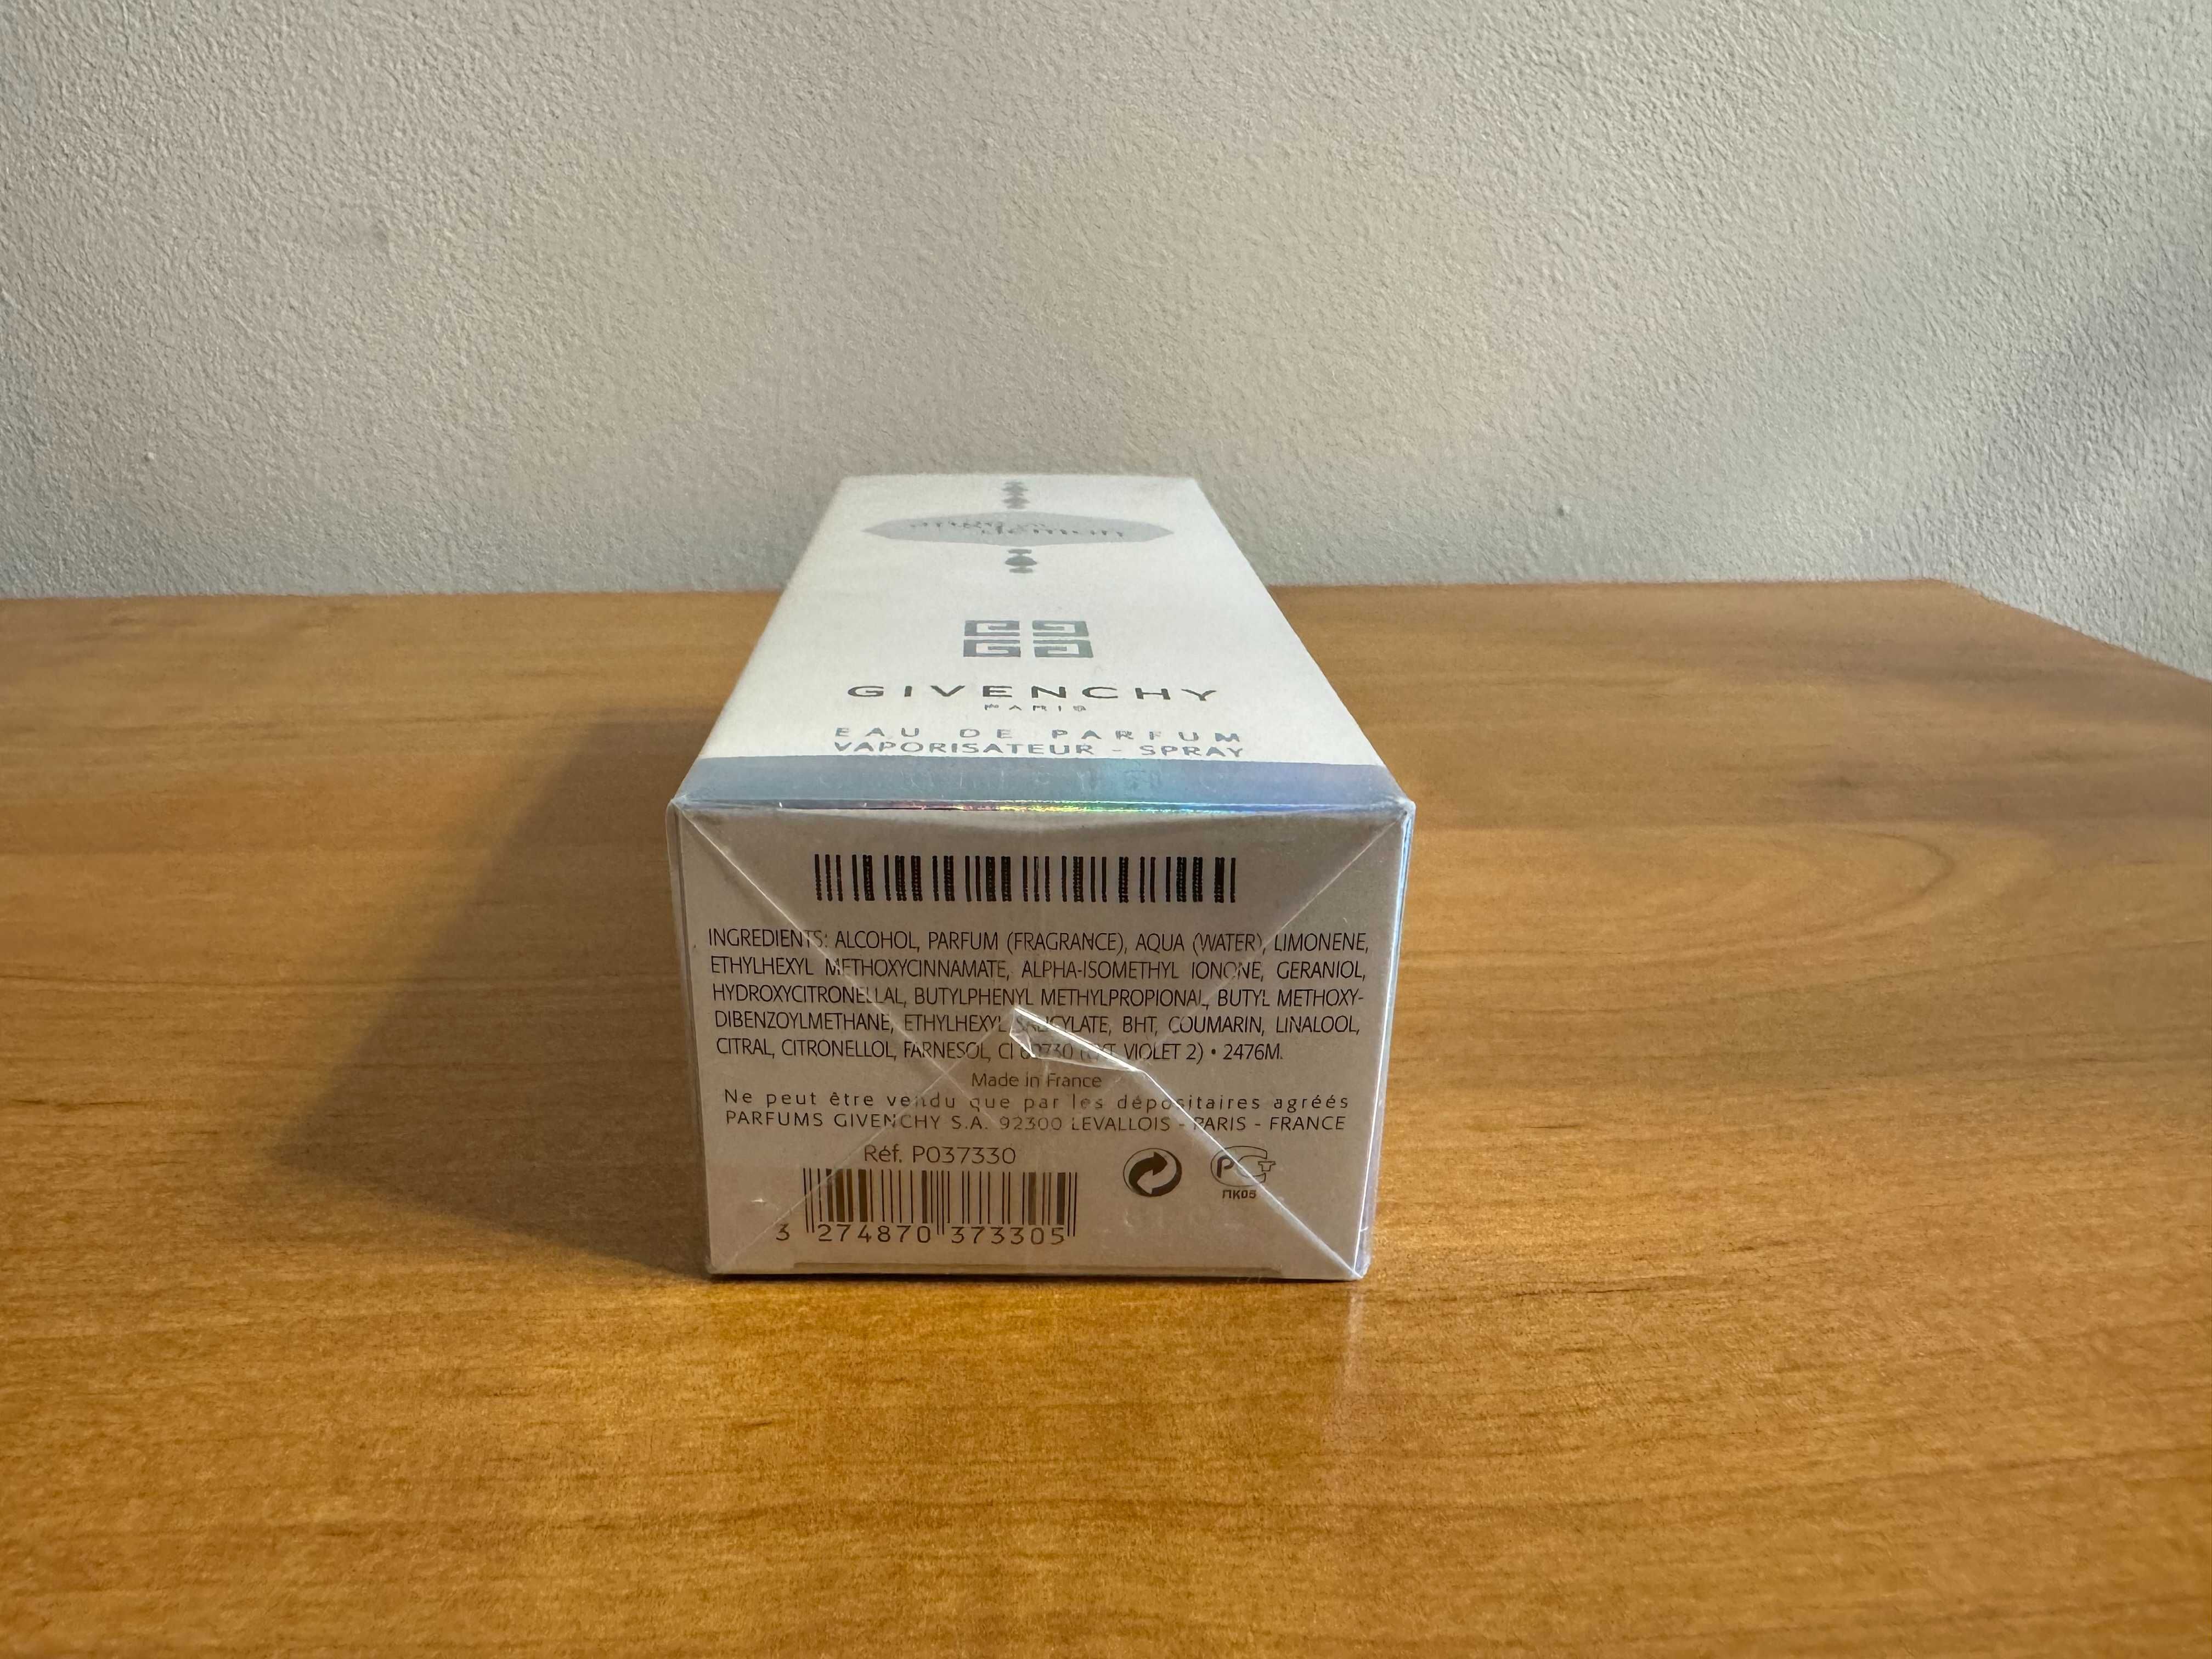 ange ou
démon
GIVENCHY
PARIS
EAU DE PARFUM
VAPORISATEUR - SPRAY
INGREDIENTS: ALCOHOL, PARFUM (FRAGRANCE), AQUA (WATER), LIMONENE,
ETHYLHEXYL METHOXYCINNAMATE, ALPHA-ISOMETHYL IONONE, GERANIOL,
HYDROXYCITRONELLAL, BUTYLPHENYL METHYLPROPIONAL, BUTYL METHOXY-
DIBENZOYLMETHANE, ETHYLHEXYL SALICYLATE, BHT, COUMARIN, LINALOOL,
CITRAL, CITRONELLOL, FARNESOL, CI 60730 (EXT. VIOLET 2) • 2476M.
Made in France
Ne peut être vendu que par les dépositaires agréés
PARFUMS GIVENCHY S.A. 92300 LEVALLOIS - PARIS - FRANCE
Réf. P037330
ПК05
3 274870 373305